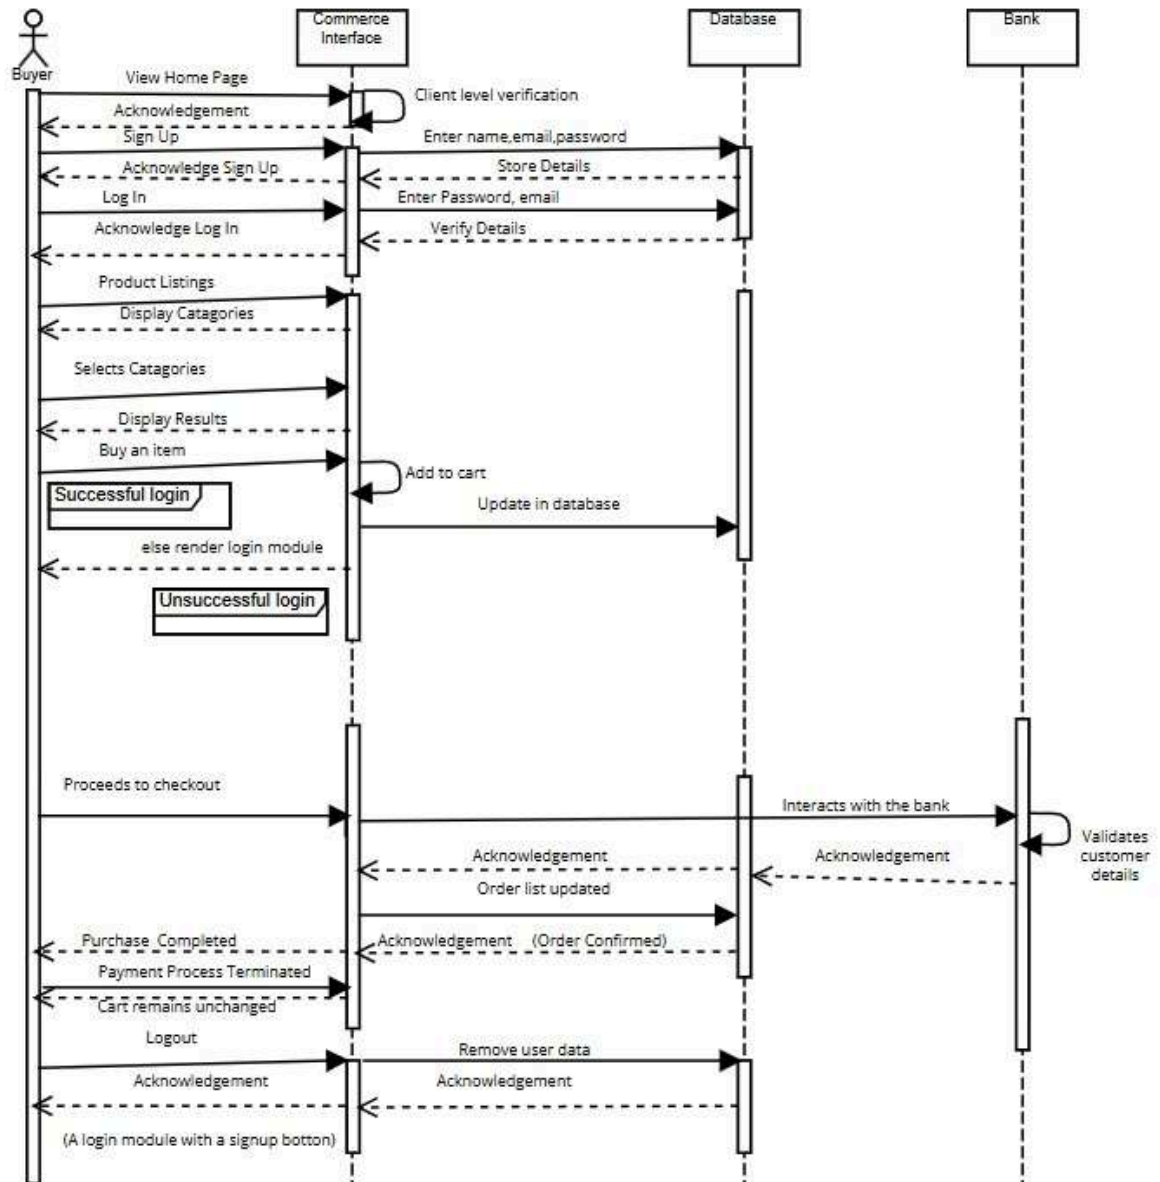 Commerce
Interface
Database
Bank
Buyer
View Home Page
Client level verification
Acknowledgement
Sign Up
Enter name,email,password
Acknowledge Sign Up
Store Details
Log In
Enter Password, email
Acknowledge Log In
Verify Details
Product Listings
Display Catagories
Selects Catagories
Display Results
Buy an item
Add to cart
Successful login
Update in database
else render login module
Unsuccessful login
Proceeds to checkout
Interacts with the bank
Validates
customer
details
Acknowledgement
Acknowledgement
Order list updated
Purchase Completed
Acknowledgement (Order Confirmed)
Payment Process Terminated
Cart remains unchanged
Logout
Remove user data
Acknowledgement
Acknowledgement
(A login module with a signup botton)